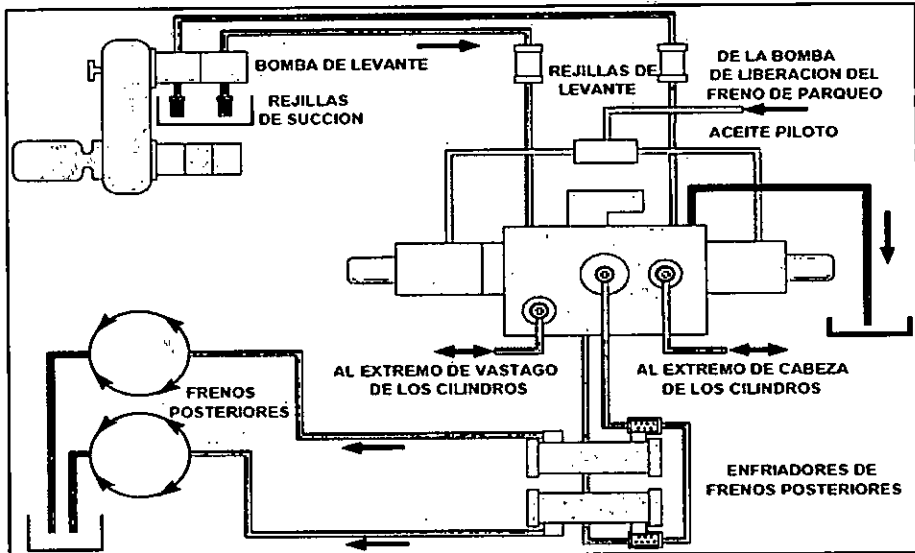 BOMBA DE LEVANTE
REJILLAS
DE SUCCION
REJILLAS DE
LEVANTE
DE LA BOMBA
DE LIBERACION DEL
FRENO DE PARQUEO
ACEITE PILOTO
AL EXTREMO DE VASTAGO
DE LOS CILINDROS
AL EXTREMO DE CABEZA
DE LOS CILINDROS
FRENOS
POSTERIORES
ENFRIADORES DE
FRENOS POSTERIORES